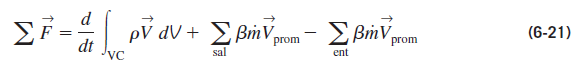 ∑ F⃗ = d/dt ∫_VC ρV⃗ dV + ∑_sal βṁV⃗_prom − ∑_ent βṁV⃗_prom (6-21)